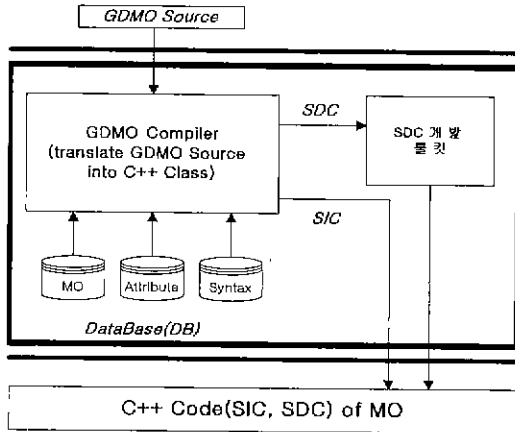 GDMO Source
GDMO Compiler
(translate GDMO Source
into C++ Class)
SDC
SDC 개 발
툴 킷
SIC
MO
Attribute
Syntax
DataBase(DB)
C++ Code(SIC, SDC) of MO